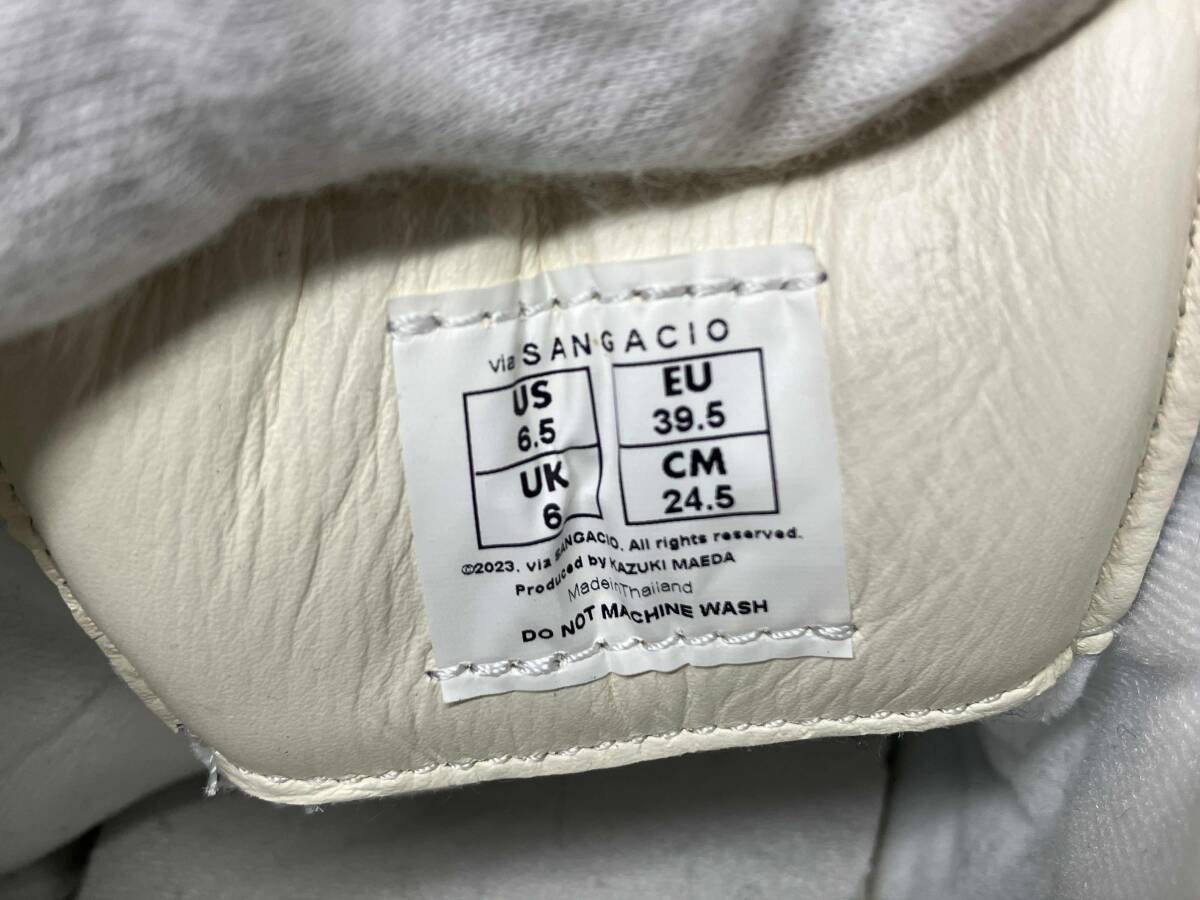 via SANGACIO
US EU
6.5 39.5
UK CM
6 24.5
©2023. via SANGACIO. All rights reserved.
Produced by KAZUKI MAEDA
Made in Thailand
DO NOT MACHINE WASH